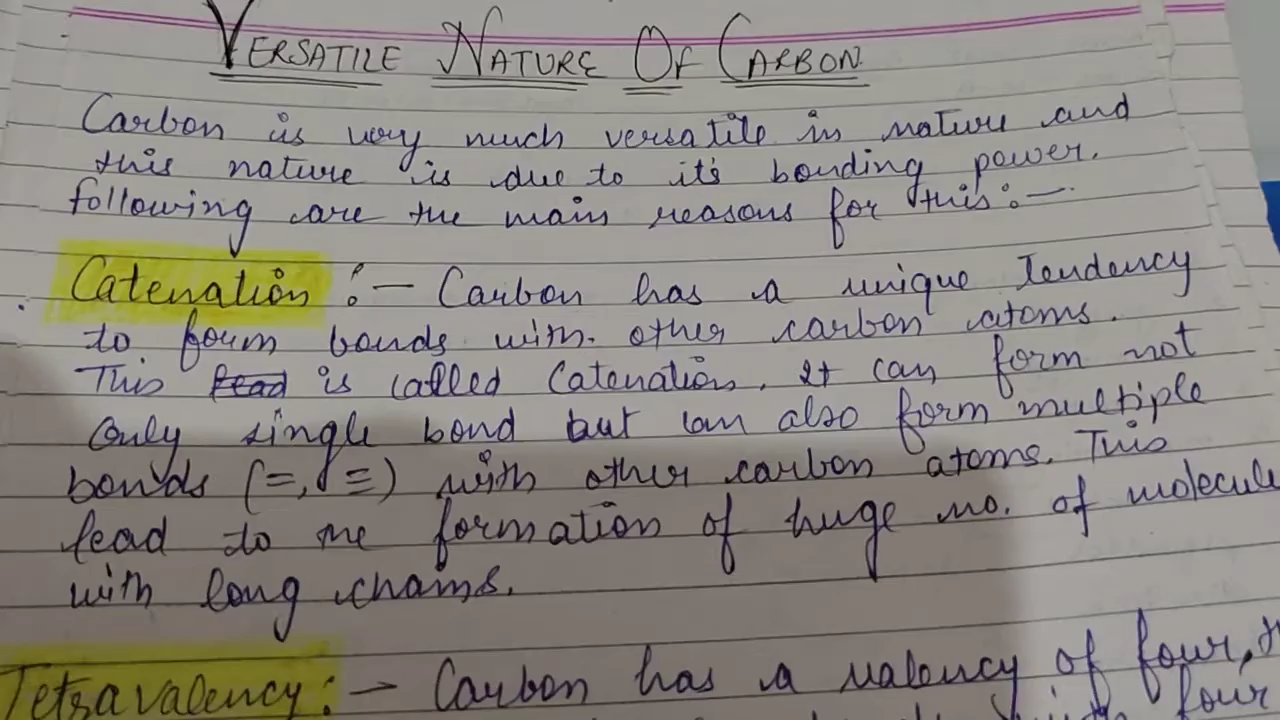 VERSATILE NATURE OF CARBON
Carbon is very much versatile in nature and
this nature is due to it's bonding power.
following are the main reasons for this :—
Catenation :— Carbon has a unique Tendency
to form bonds with other carbon atoms.
This lead is called Catenation. It can form not
Only single bond but can also form multiple
bonds (=, ≡) with other carbon atoms. This
lead to the formation of huge no. of molecule
with long chains.
Tetravalency :— Carbon has a valency of four,
with four